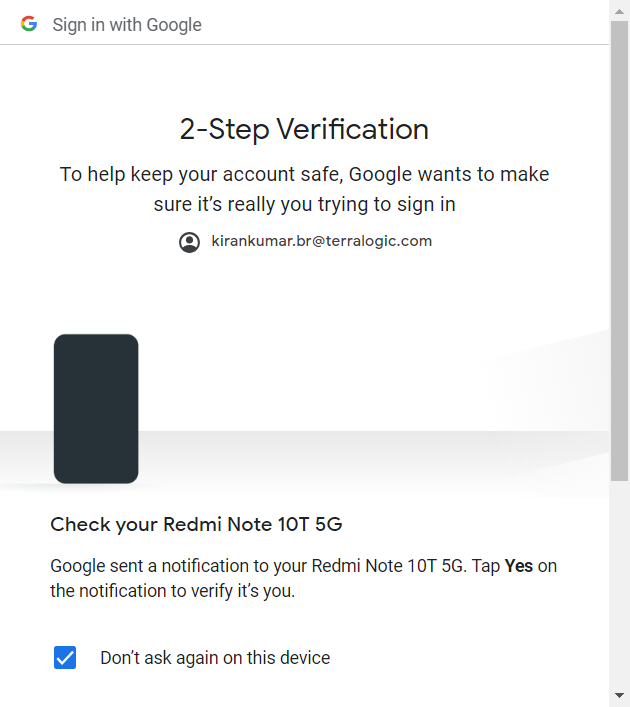 Sign in with Google
2-Step Verification
To help keep your account safe, Google wants to make
sure it’s really you trying to sign in
kirankumar.br@terralogic.com
Check your Redmi Note 10T 5G
Google sent a notification to your Redmi Note 10T 5G. Tap Yes on
the notification to verify it’s you.
Don’t ask again on this device